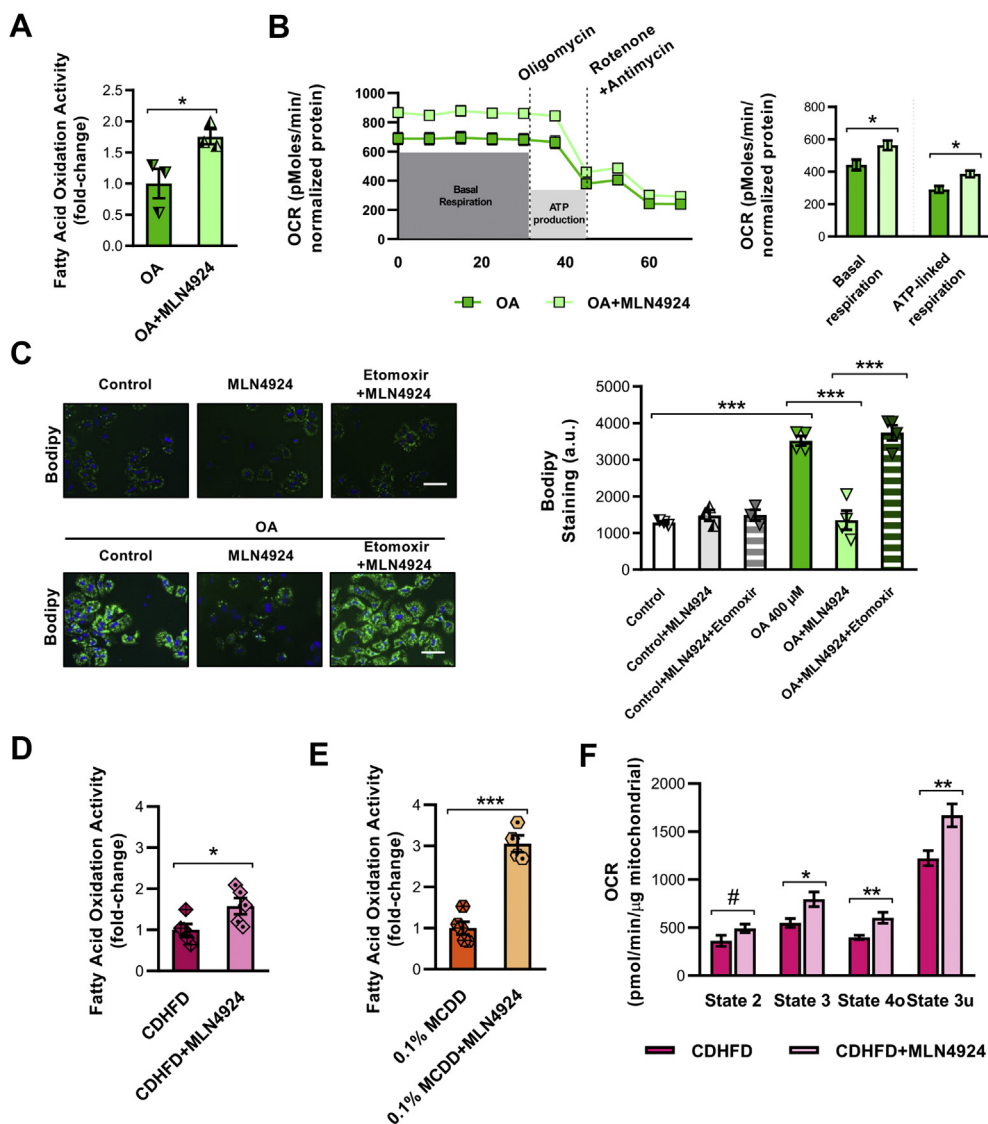 A
Fatty Acid Oxidation Activity
(fold-change)
2.5
2.0
1.5
1.0
0.5
0.0
*
OA
OA+MLN4924
B
Oligomycin
Rotenone
+Antimycin
OCR (pMoles/min/
normalized protein)
1000
800
600
400
200
0
Basal
Respiration
ATP
production
0
20
40
60
OA
OA+MLN4924
OCR (pMoles/min/
normalized protein)
800
600
400
200
0
*
*
Basal
respiration
ATP-linked
respiration
C
Control
MLN4924
Etomoxir
+MLN4924
Bodipy
OA
Control
MLN4924
Etomoxir
+MLN4924
Bodipy
Bodipy
Staining (a.u.)
5000
4000
3000
2000
1000
0
***
***
***
Control
Control+MLN4924
Control+MLN4924+Etomoxir
OA 400 µM
OA+MLN4924
OA+MLN4924+Etomoxir
D
Fatty Acid Oxidation Activity
(fold-change)
4
3
2
1
0
*
CDHFD
CDHFD+MLN4924
E
Fatty Acid Oxidation Activity
(fold-change)
4
3
2
1
0
***
0.1% MCDD
0.1% MCDD+MLN4924
F
OCR
(pmol/min/µg mitochondrial)
2000
1500
1000
500
0
#
*
**
**
State 2
State 3
State 4o
State 3u
CDHFD
CDHFD+MLN4924